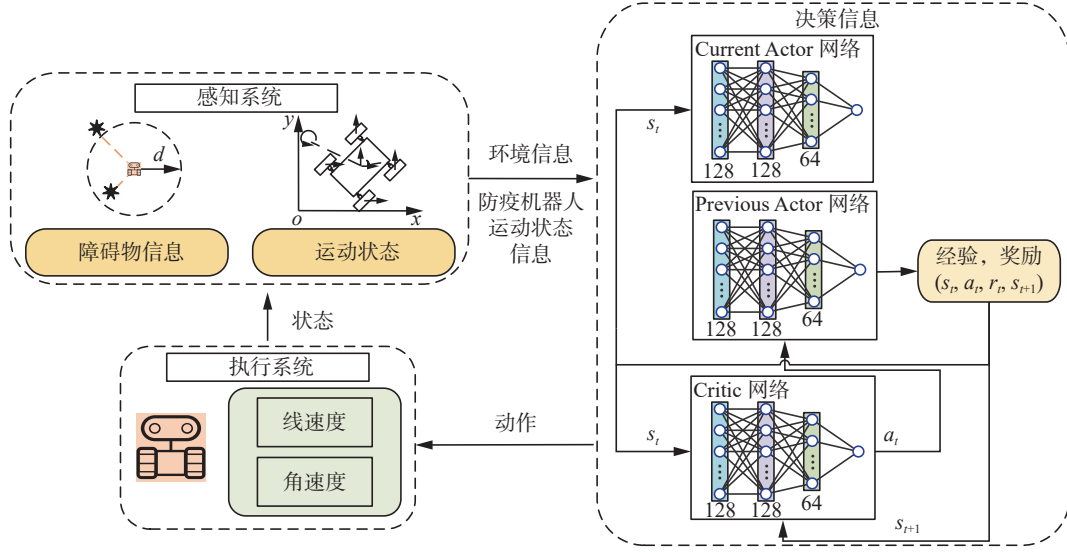 感知系统
d
y
o
x
障碍物信息
运动状态
环境信息
防疫机器人
运动状态
信息
状态
执行系统
线速度
角速度
动作
决策信息
Current Actor 网络
s_t
128
128
64
Previous Actor 网络
128
128
64
经验，奖励
(s_t, a_t, r_t, s_{t+1})
Critic 网络
s_t
a_t
128
128
64
s_{t+1}